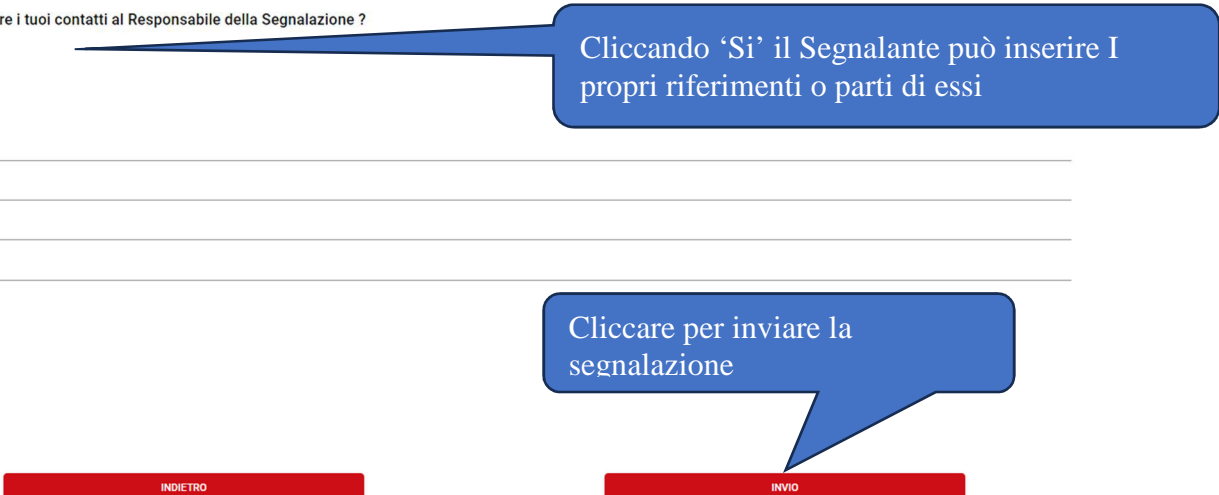 re i tuoi contatti al Responsabile della Segnalazione ?
Cliccando ‘Si’ il Segnalante può inserire I
propri riferimenti o parti di essi
Cliccare per inviare la
segnalazione
INDIETRO
INVIO